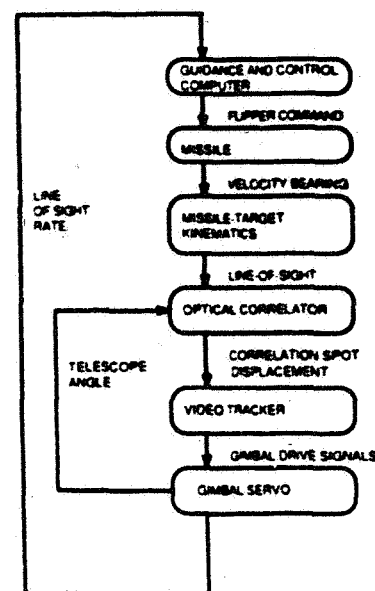 GUIDANCE AND CONTROL
COMPUTER
FLIPPER COMMAND
MISSILE
VELOCITY BEARING
LINE
OF SIGHT
RATE
MISSILE-TARGET
KINEMATICS
LINE-OF-SIGHT
OPTICAL CORRELATOR
TELESCOPE
ANGLE
CORRELATION SPOT
DISPLACEMENT
VIDEO TRACKER
GIMBAL DRIVE SIGNALS
GIMBAL SERVO